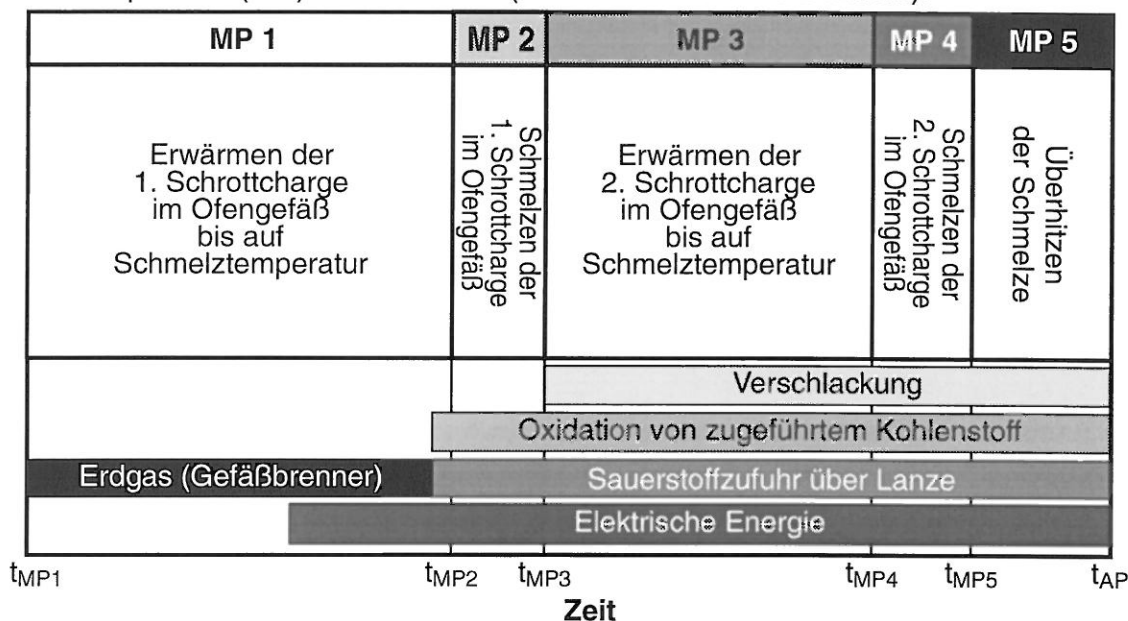 MP 1 MP 2 MP 3 MP 4 MP 5
Erwärmen der
1. Schrottcharge
im Ofengefäß
bis auf
Schmelztemperatur
Schmelzen der
1. Schrottcharge
im Ofengefäß
Erwärmen der
2. Schrottcharge
im Ofengefäß
bis auf
Schmelztemperatur
Schmelzen der
2. Schrottcharge
im Ofengefäß
Überhitzen
der Schmelze
Verschlackung
Oxidation von zugeführtem Kohlenstoff
Erdgas (Gefäßbrenner) Sauerstoffzufuhr über Lanze
Elektrische Energie
tMP1 tMP2 tMP3 tMP4 tMP5 tAP
Zeit